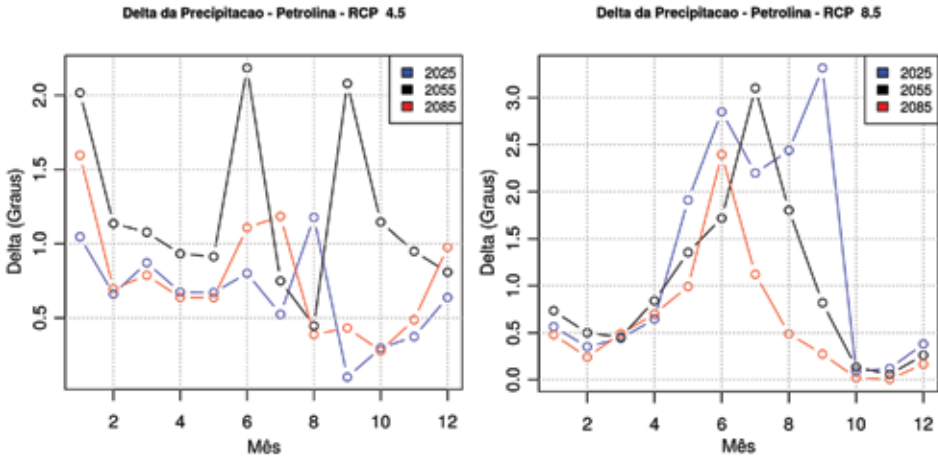 Delta da Precipitacao - Petrolina - RCP 4.5
Delta (Graus)
2.0
1.5
1.0
0.5
2025
2055
2085
2 4 6 8 10 12
Mês
Delta da Precipitacao - Petrolina - RCP 8.5
Delta (Graus)
3.0
2.5
2.0
1.5
1.0
0.5
0.0
2025
2055
2085
2 4 6 8 10 12
Mês